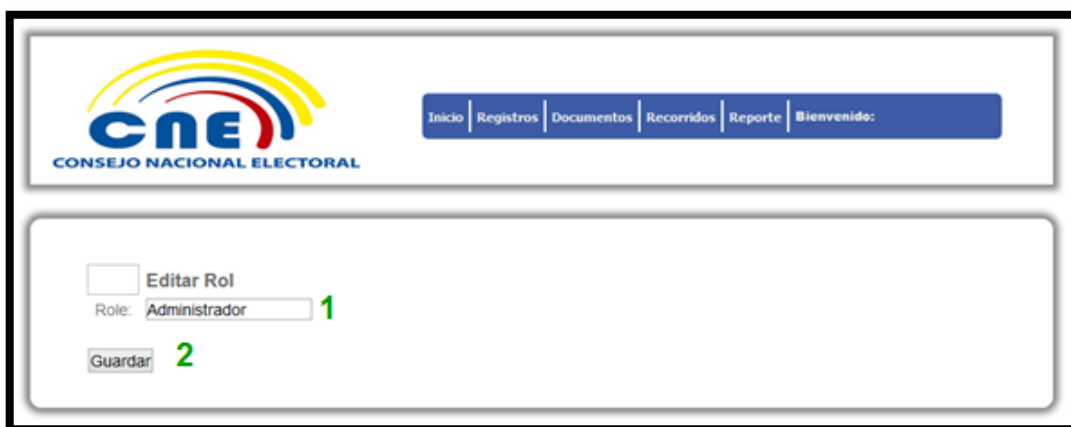 CNE
CONSEJO NACIONAL ELECTORAL
Inicio Registros Documentos Recorridos Reporte Bienvenido:
Editar Rol
Role: Administrador 1
Guardar 2